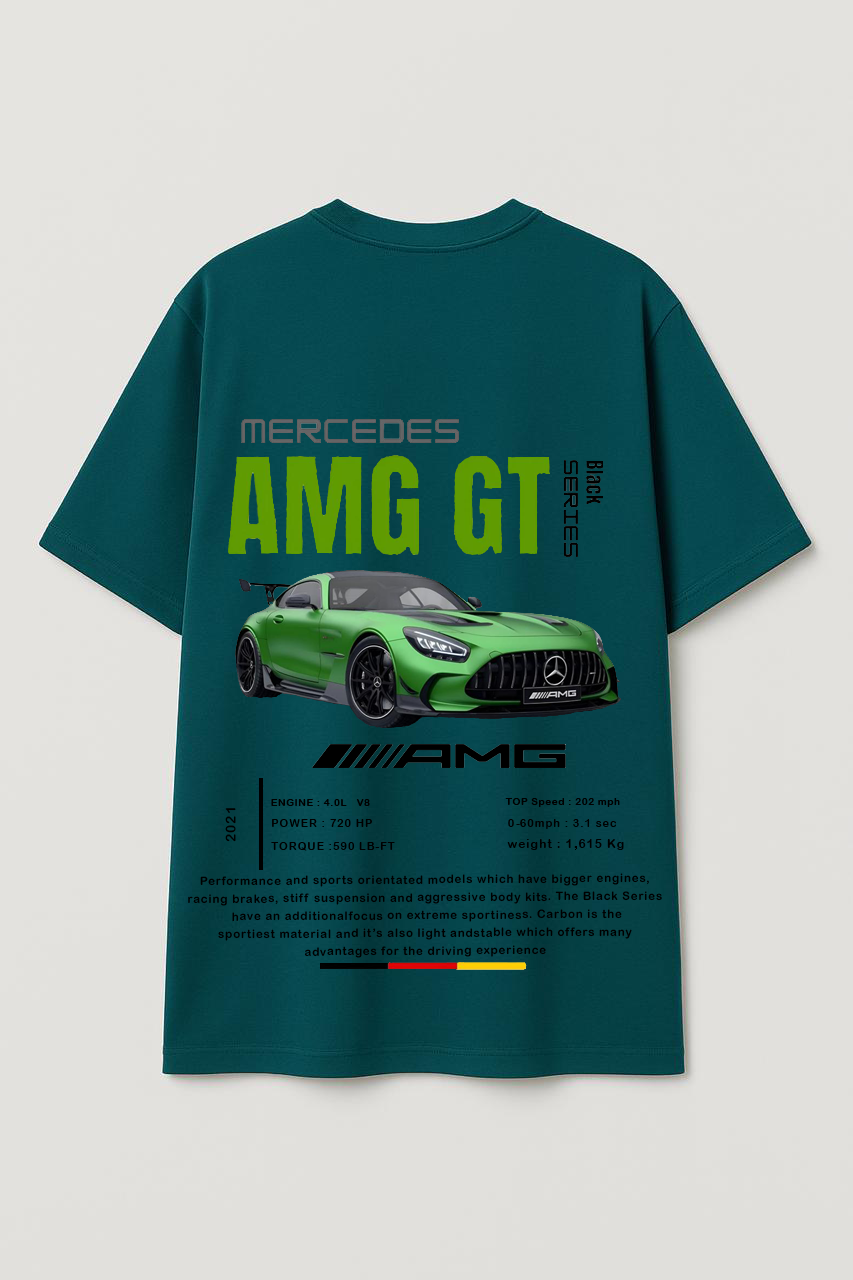 MERCEDES
AMG GT
Black
SERIES
AMG
AMG
2021
ENGINE : 4.0L V8
POWER : 720 HP
TORQUE :590 LB-FT
TOP Speed : 202 mph
0-60mph : 3.1 sec
weight : 1,615 Kg
Performance and sports orientated models which have bigger engines,
racing brakes, stiff suspension and aggressive body kits. The Black Series
have an additionalfocus on extreme sportiness. Carbon is the
sportiest material and it's also light andstable which offers many
advantages for the driving experience